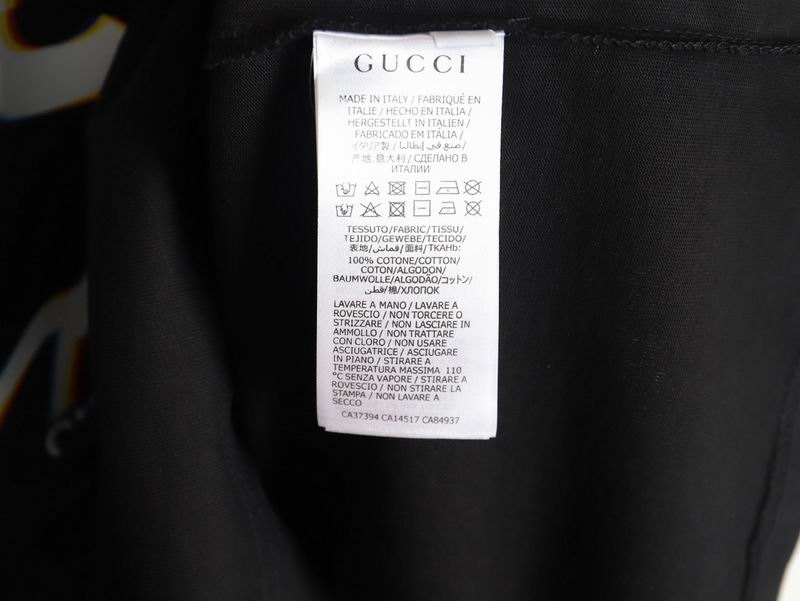 GUCCI
MADE IN ITALY / FABRIQUÉ EN
ITALIE / HECHO EN ITALIA /
HERGESTELLT IN ITALIEN /
FABRICADO EM ITÁLIA /
イタリア製 / صنع في إيطاليا /
产地:意大利 / СДЕЛАНО В
ИТАЛИИ
TESSUTO/FABRIC/TISSU/
TEJIDO/GEWEBE/TECIDO/
表地/قماش/面料/ТКАНЬ:
100% COTONE/COTTON/
COTON/ALGODON/
BAUMWOLLE/ALGODÃO/コットン/
قطن/棉/ХЛОПОК
LAVARE A MANO / LAVARE A
ROVESCIO / NON TORCERE O
STRIZZARE / NON LASCIARE IN
AMMOLLO / NON TRATTARE
CON CLORO / NON USARE
ASCIUGATRICE / ASCIUGARE
IN PIANO / STIRARE A
TEMPERATURA MASSIMA 110
°C SENZA VAPORE / STIRARE A
ROVESCIO / NON STIRARE LA
STAMPA / NON LAVARE A
SECCO
CA37394 CA14517 CA84937